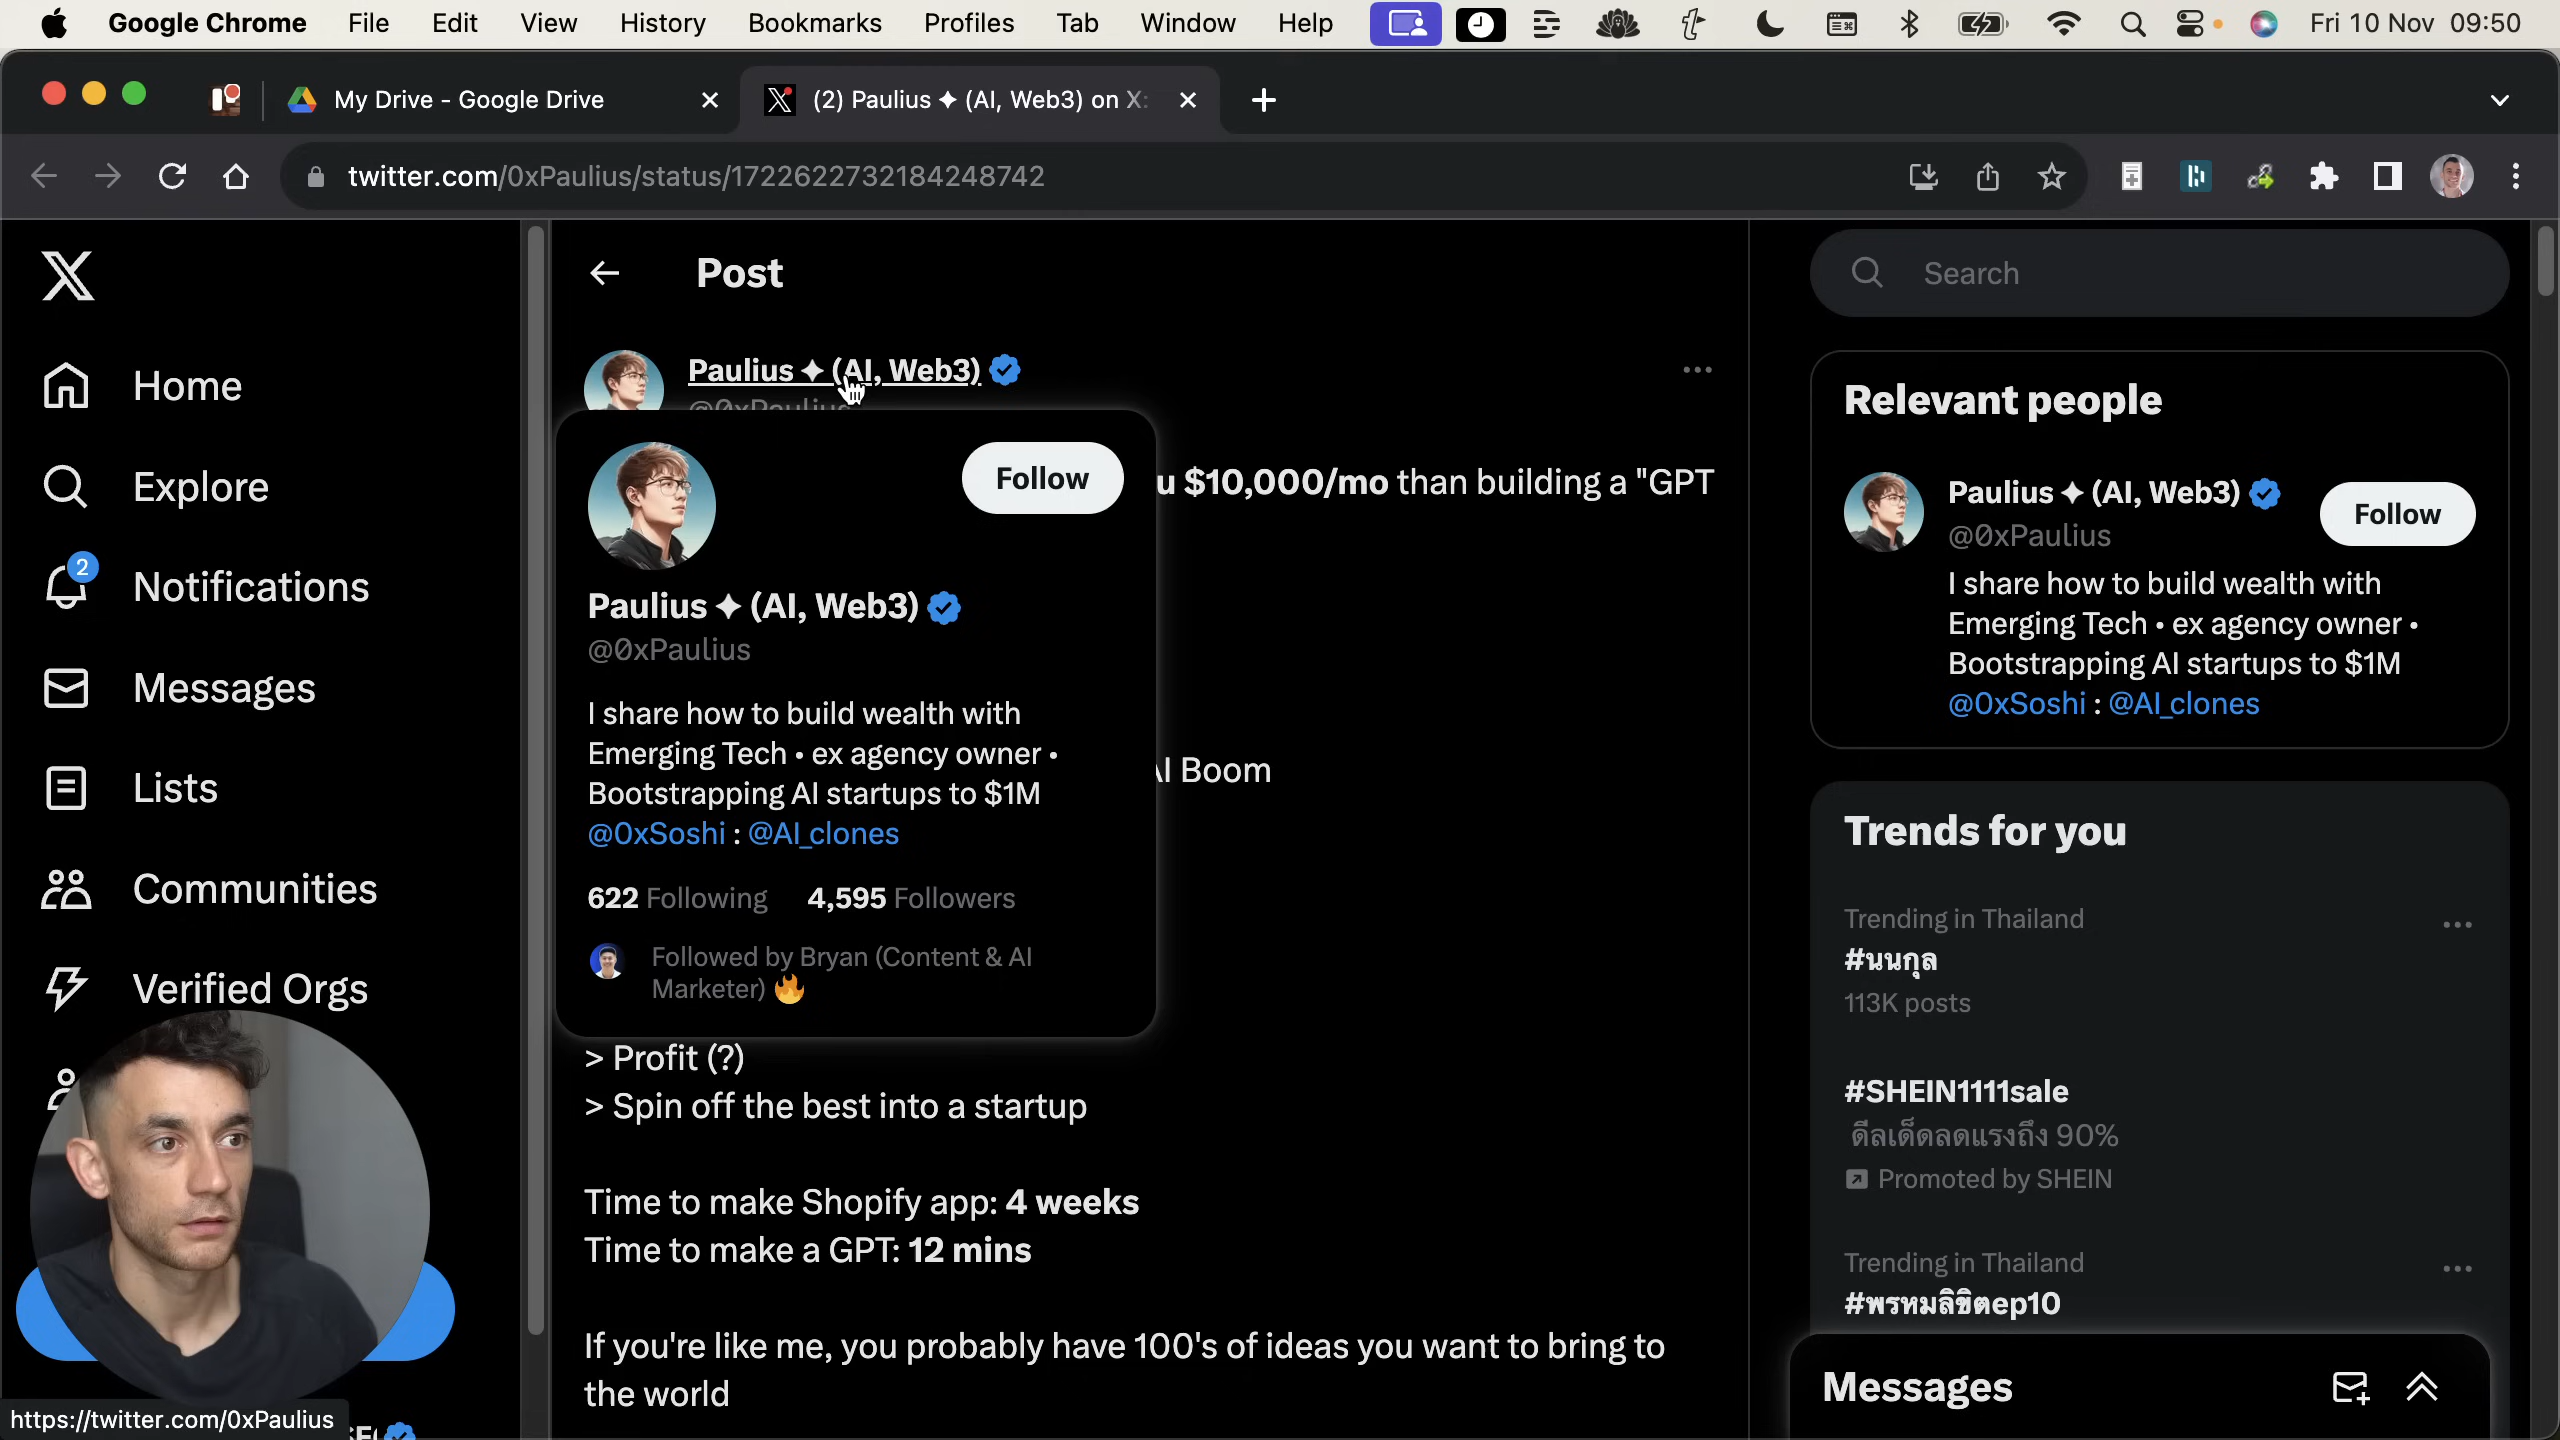 Google Chrome File Edit View History Bookmarks Profiles Tab Window Help Fri 10 Nov 09:50
My Drive - Google Drive
(2) Paulius ✦ (AI, Web3) on X:
twitter.com/0xPaulius/status/1722622732184248742
Home
Explore
2
Notifications
Messages
Lists
Communities
Verified Orgs
https://twitter.com/0xPaulius
Post
Paulius ✦ (AI, Web3)
@0xPaulius
u $10,000/mo than building a "GPT
AI Boom
Follow
Paulius ✦ (AI, Web3)
@0xPaulius
I share how to build wealth with
Emerging Tech • ex agency owner •
Bootstrapping AI startups to $1M
@0xSoshi : @AI_clones
622 Following 4,595 Followers
Followed by Bryan (Content & AI
Marketer) 🔥
> Profit (?)
> Spin off the best into a startup
Time to make Shopify app: 4 weeks
Time to make a GPT: 12 mins
If you're like me, you probably have 100's of ideas you want to bring to
the world
Search
Relevant people
Paulius ✦ (AI, Web3)
@0xPaulius
Follow
I share how to build wealth with
Emerging Tech • ex agency owner •
Bootstrapping AI startups to $1M
@0xSoshi : @AI_clones
Trends for you
Trending in Thailand
#นนกุล
113K posts
#SHEIN1111sale
ดีลเด็ดลดแรงถึง 90%
Promoted by SHEIN
Trending in Thailand
#พรหมลิขิตep10
Messages